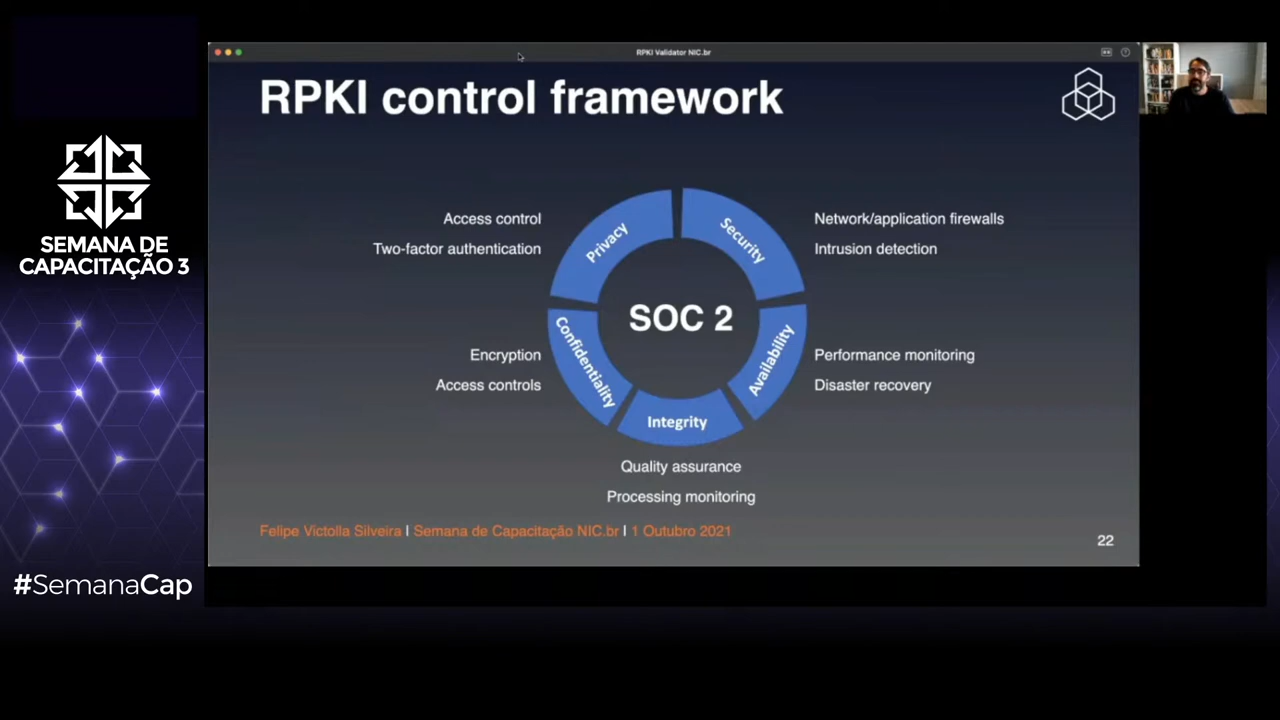 RPKI Validator NIC.br
RPKI control framework
SEMANA DE
CAPACITAÇÃO 3
#SemanaCap
Access control
Two-factor authentication
Privacy
Security
Network/application firewalls
Intrusion detection
SOC 2
Encryption
Access controls
Confidentiality
Availability
Performance monitoring
Disaster recovery
Integrity
Quality assurance
Processing monitoring
Felipe Victolla Silveira | Semana de Capacitação NIC.br | 1 Outubro 2021
22